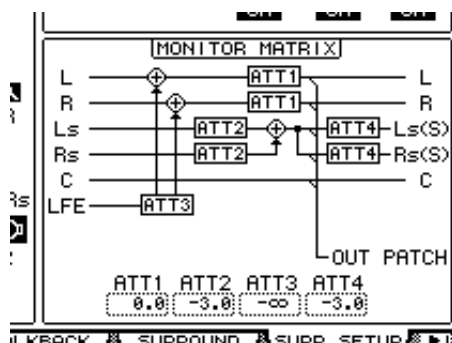 MONITOR MATRIX
L ATT1 L
R ATT1 R
Ls ATT2 ATT4 Ls(S)
Rs ATT2 ATT4 Rs(S)
C C
Rs LFE ATT3
OUT PATCH
ATT1 ATT2 ATT3 ATT4
0.0 -3.0 -∞ -3.0
SURROUND SURR SETUP